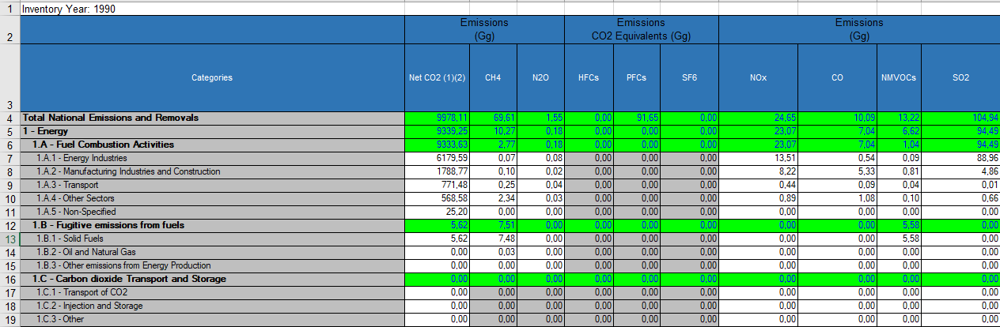 1 Inventory Year: 1990
Emissions Emissions Emissions
2 (Gg) CO2 Equivalents (Gg) (Gg)
3 Categories Net CO2 (1)(2) CH4 N2O HFCs PFCs SF6 NOx CO NMVOCs SO2
4 Total National Emissions and Removals 9978,11 69,61 1,55 0,00 91,65 0,00 24,65 10,09 13,22 104,94
5 1 - Energy 9339,25 10,27 0,18 0,00 0,00 0,00 23,07 7,04 6,62 94,49
6 1.A - Fuel Combustion Activities 9333,63 2,77 0,18 0,00 0,00 0,00 23,07 7,04 1,04 94,49
7 1.A.1 - Energy Industries 6179,59 0,07 0,08 0,00 0,00 0,00 13,51 0,54 0,09 88,96
8 1.A.2 - Manufacturing Industries and Construction 1788,77 0,10 0,02 0,00 0,00 0,00 8,22 5,33 0,81 4,86
9 1.A.3 - Transport 771,48 0,25 0,04 0,00 0,00 0,00 0,44 0,09 0,04 0,01
10 1.A.4 - Other Sectors 568,58 2,34 0,03 0,00 0,00 0,00 0,89 1,08 0,10 0,66
11 1.A.5 - Non-Specified 25,20 0,00 0,00 0,00 0,00 0,00 0,00 0,00 0,00 0,00
12 1.B - Fugitive emissions from fuels 5,62 7,51 0,00 0,00 0,00 0,00 0,00 0,00 5,58 0,00
13 1.B.1 - Solid Fuels 5,62 7,48 0,00 0,00 0,00 0,00 0,00 0,00 5,58 0,00
14 1.B.2 - Oil and Natural Gas 0,00 0,03 0,00 0,00 0,00 0,00 0,00 0,00 0,00 0,00
15 1.B.3 - Other emissions from Energy Production 0,00 0,00 0,00 0,00 0,00 0,00 0,00 0,00 0,00 0,00
16 1.C - Carbon dioxide Transport and Storage 0,00 0,00 0,00 0,00 0,00 0,00 0,00 0,00 0,00 0,00
17 1.C.1 - Transport of CO2 0,00 0,00 0,00 0,00 0,00 0,00 0,00 0,00 0,00 0,00
18 1.C.2 - Injection and Storage 0,00 0,00 0,00 0,00 0,00 0,00 0,00 0,00 0,00 0,00
19 1.C.3 - Other 0,00 0,00 0,00 0,00 0,00 0,00 0,00 0,00 0,00 0,00